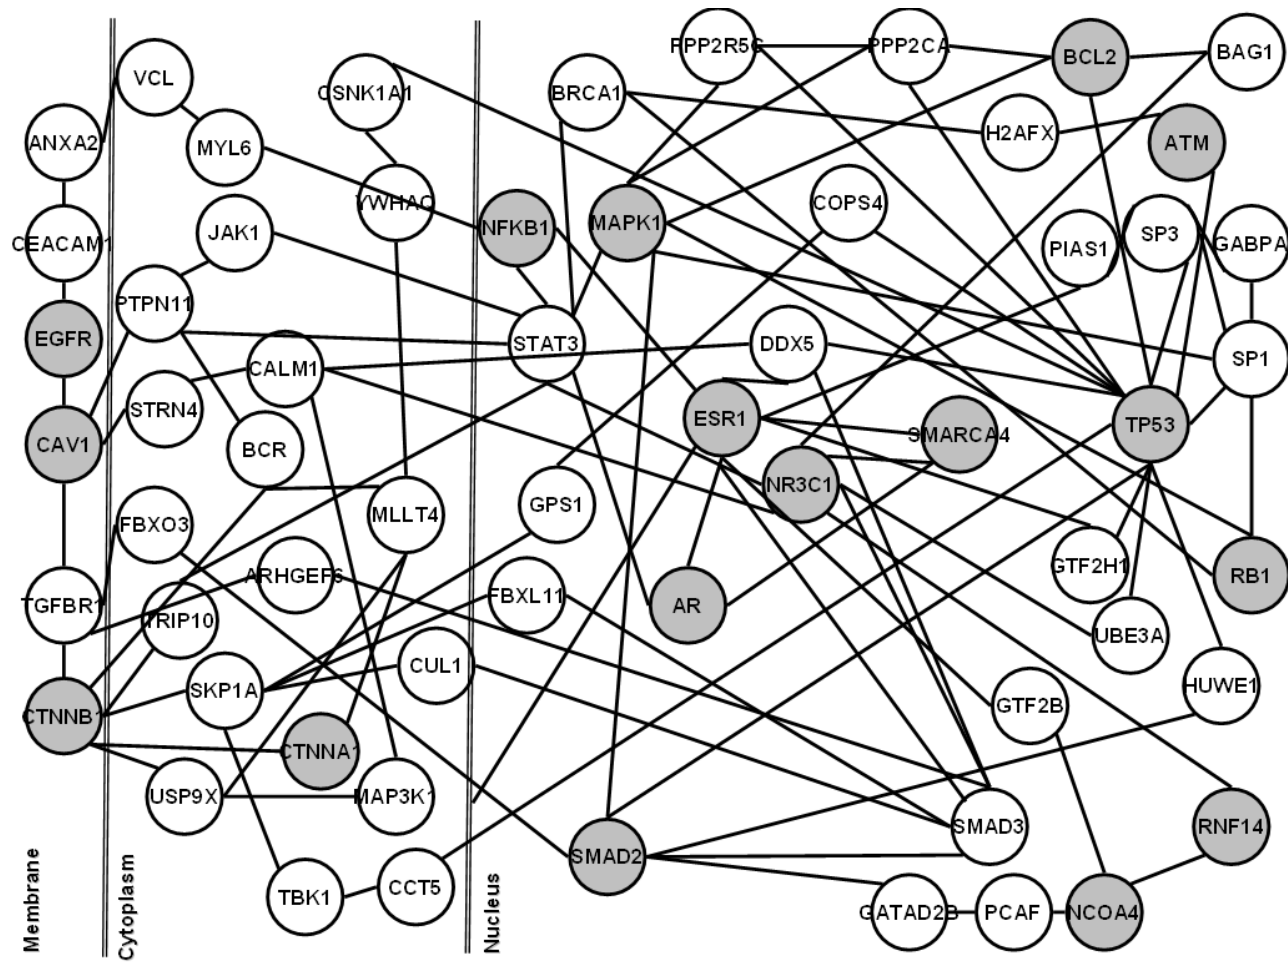 PPP2R5C
PPP2CA
BCL2
BAG1
VCL
CSNK1A1
BRCA1
H2AFX
ATM
ANXA2
MYL6
YWHAQ
NFKB1
MAPK1
COPS4
PIAS1
SP3
GABPA
CEACAM1
JAK1
PTPN11
EGFR
STAT3
DDX5
SP1
CALM1
STRN4
CAV1
BCR
ESR1
SMARCA4
TP53
NR3C1
FBXO3
MLLT4
GPS1
GTF2H1
RB1
ARHGEF6
FBXL11
AR
TGFBR1
TRIP10
UBE3A
CUL1
SKP1A
HUWE1
CTNNB1
GTF2B
CTNNA1
USP9X
MAP3K1
SMAD3
RNF14
SMAD2
TBK1
CCT5
GATAD2B
PCAF
NCOA4
Membrane
Cytoplasm
Nucleus